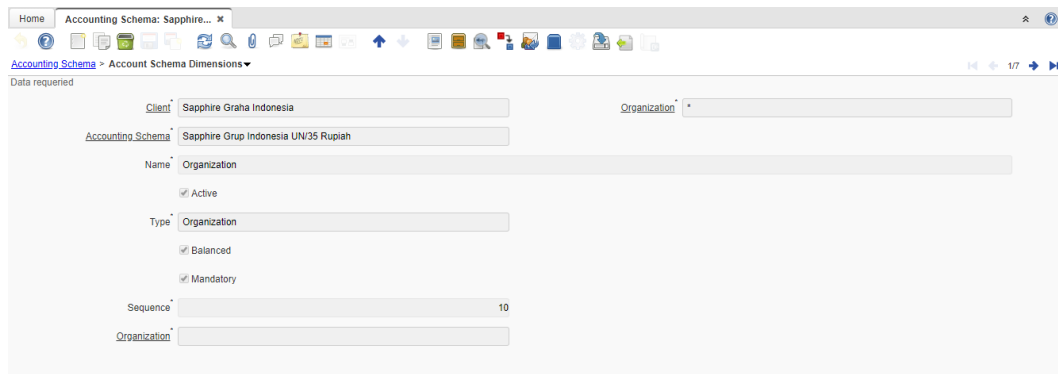 Home Accounting Schema: Sapphire...
Accounting Schema > Account Schema Dimensions 1/7
Data requeried
Client* Sapphire Graha Indonesia Organization* *
Accounting Schema* Sapphire Grup Indonesia UN/35 Rupiah
Name* Organization
Active
Type* Organization
Balanced
Mandatory
Sequence* 10
Organization*